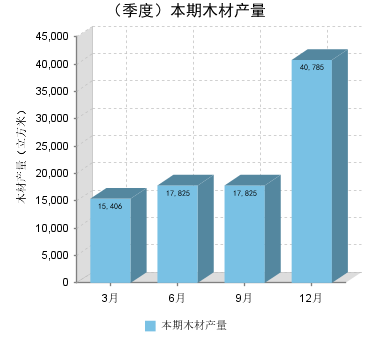 （季度）本期木材产量
木材产量（立方米）
45,000
40,000
35,000
30,000
25,000
20,000
15,000
10,000
5,000
0
15,406
17,825
17,825
40,785
3月
6月
9月
12月
本期木材产量